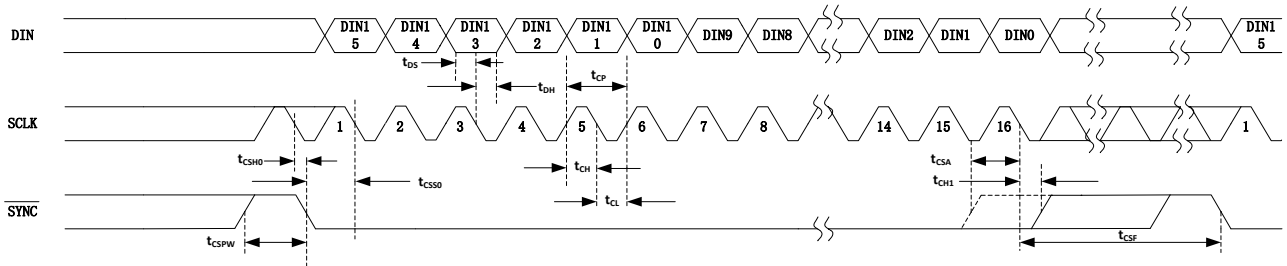 DIN
DIN1
5
DIN1
4
DIN1
3
DIN1
2
DIN1
1
DIN1
0
DIN9
DIN8
DIN2
DIN1
DIN0
DIN1
5
tDS
tDH
tCP
SCLK
1
2
3
4
5
6
7
8
14
15
16
1
tCSH0
tCSS0
tCH
tCL
tCSA
tCH1
SYNC
tCSPW
tCSF